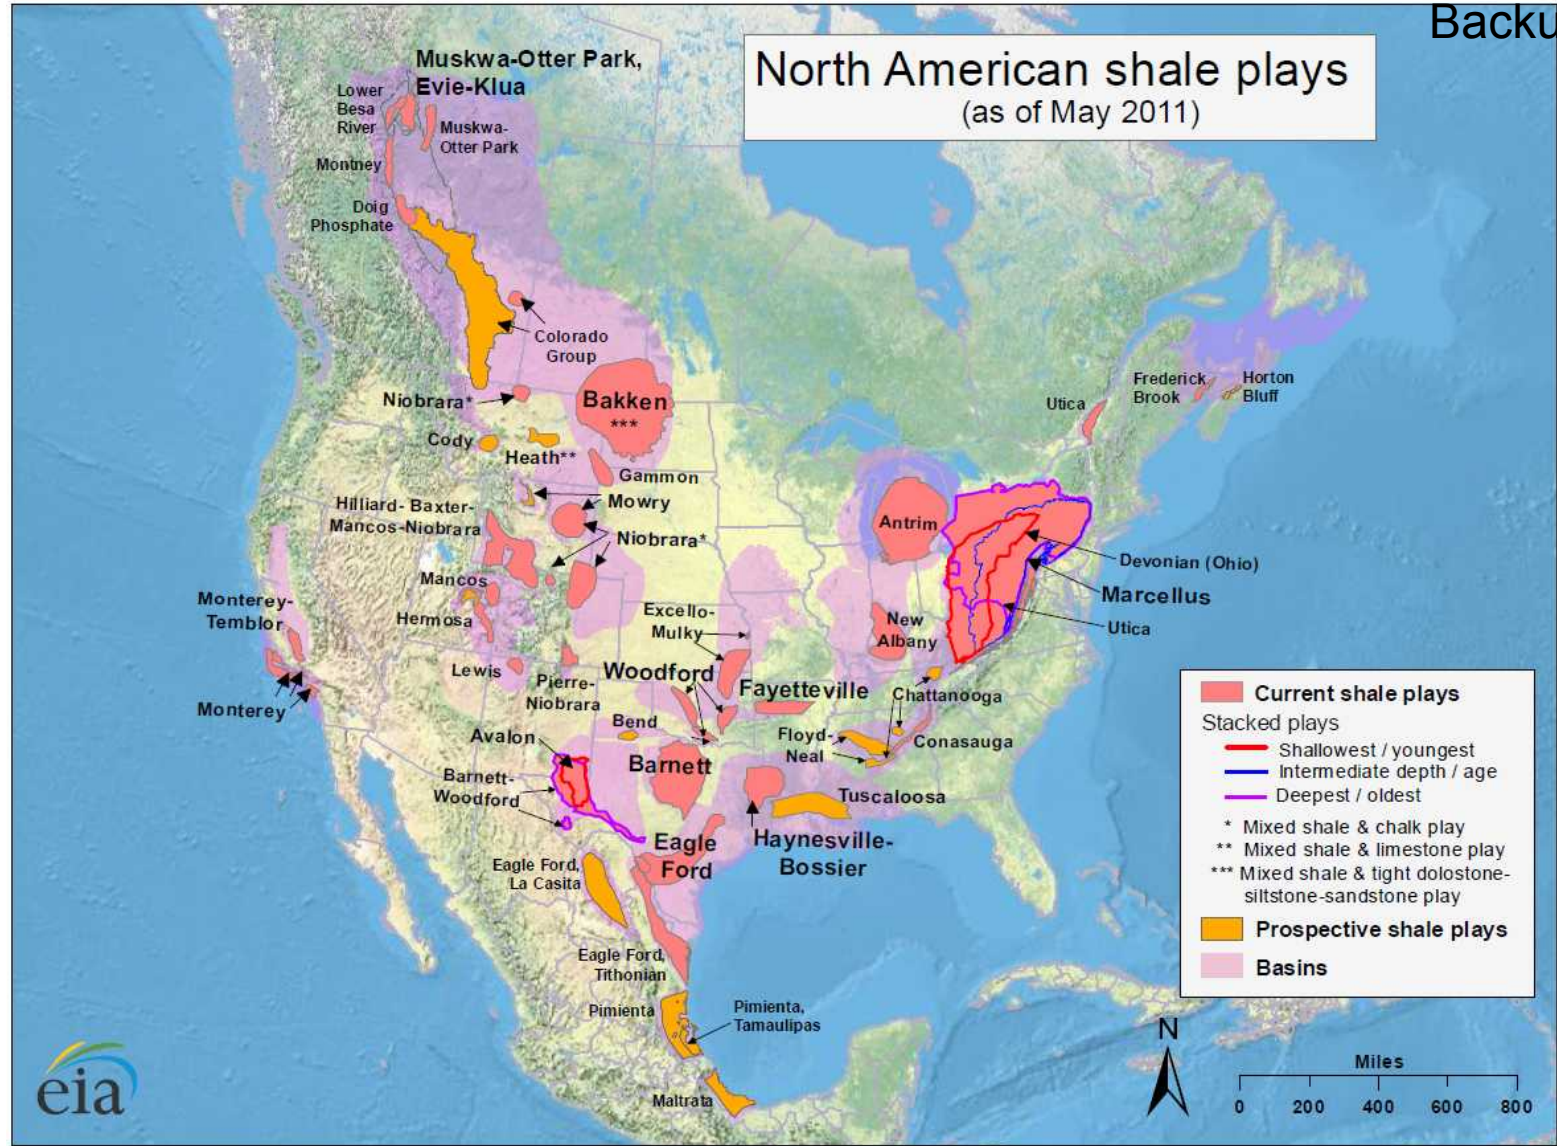 Backu
North American shale plays
(as of May 2011)
Muskwa-Otter Park,
Evie-Klua
Lower
Besa
River
Muskwa-
Otter Park
Montney
Doig
Phosphate
Colorado
Group
Niobrara*
Bakken
***
Cody
Heath**
Gammon
Mowry
Hilliard- Baxter-
Mancos-Niobrara
Niobrara*
Mancos
Hermosa
Monterey-
Temblor
Monterey
Lewis
Pierre-
Niobrara
Excello-
Mulky
Woodford
Fayetteville
Bend
Avalon
Barnett-
Woodford
Barnett
Eagle
Ford
Haynesville-
Bossier
Tuscaloosa
Floyd-
Neal
Chattanooga
Conasauga
New
Albany
Antrim
Utica
Frederick
Brook
Horton
Bluff
Devonian (Ohio)
Marcellus
Utica
Eagle Ford,
La Casita
Eagle Ford,
Tithonian
Pimienta
Pimienta,
Tamaulipas
Maltrata
Current shale plays
Stacked plays
Shallowest / youngest
Intermediate depth / age
Deepest / oldest
* Mixed shale & chalk play
** Mixed shale & limestone play
*** Mixed shale & tight dolostone-
siltstone-sandstone play
Prospective shale plays
Basins
N
Miles
0 200 400 600 800
eia